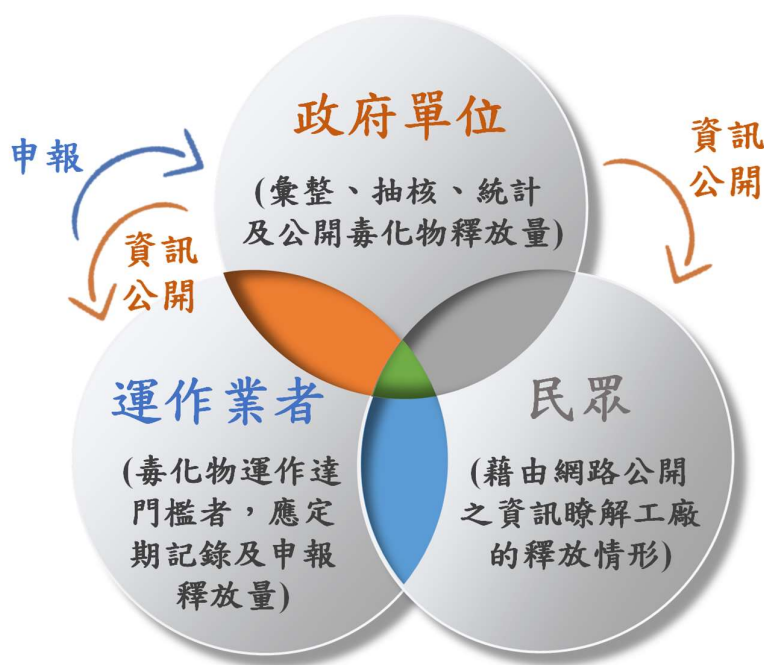 政府單位
(彙整、抽核、統計
及公開毒化物釋放量)
申報
資訊
公開
資訊
公開
運作業者
(毒化物運作達
門檻者，應定
期記錄及申報
釋放量)
民眾
(藉由網路公開
之資訊瞭解工廠
的釋放情形)